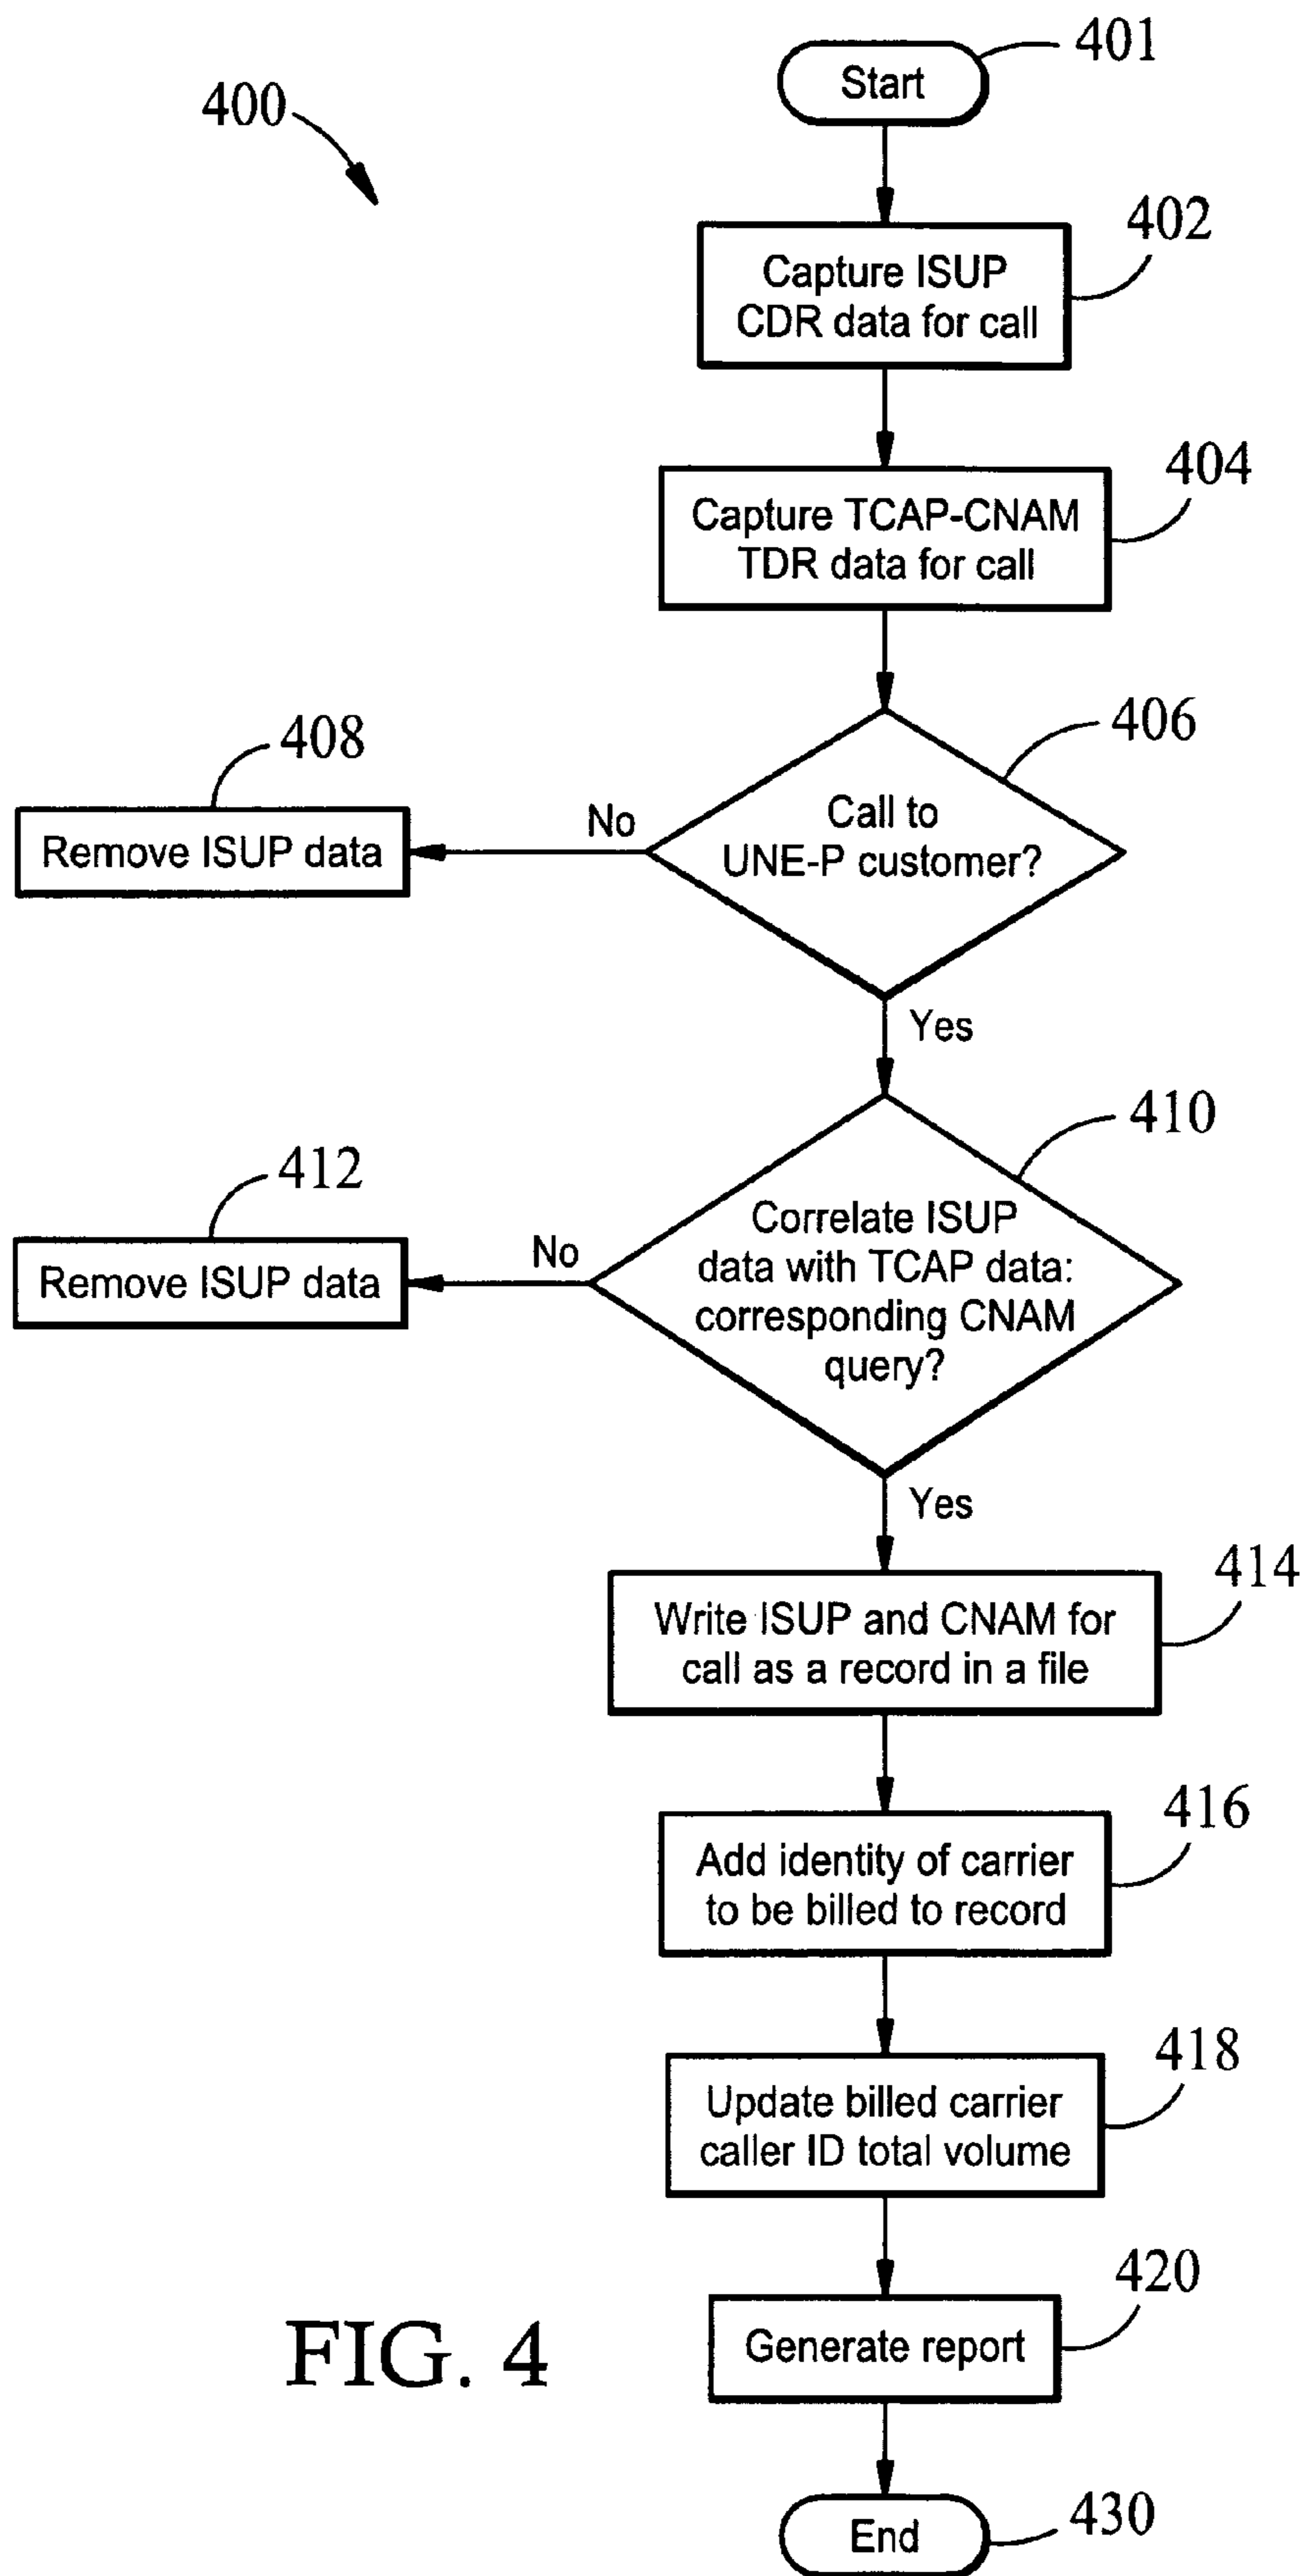 401
Start
400
402
Capture ISUP
CDR data for call
404
Capture TCAP-CNAM
TDR data for call
406
408
Call to
UNE-P customer?
No
Remove ISUP data
Yes
410
412
Correlate ISUP
data with TCAP data:
corresponding CNAM
query?
No
Remove ISUP data
Yes
414
Write ISUP and CNAM for
call as a record in a file
416
Add identity of carrier
to be billed to record
418
Update billed carrier
caller ID total volume
420
Generate report
FIG. 4
430
End